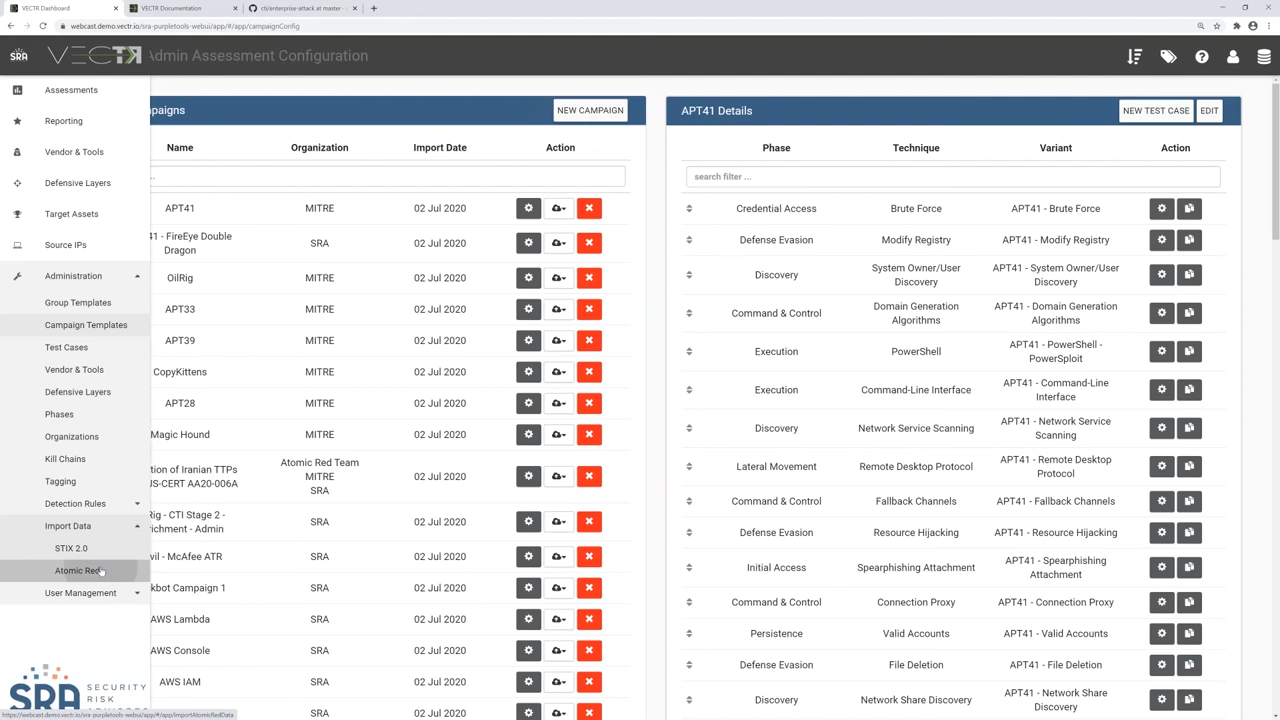 VECTR Dashboard
VECTR Documentation
cti/enterprise-attack at master ·
webcast.demo.vectr.io/sra-purpletools-webui/app/#/app/campaignConfig
SRA VECTR Admin Assessment Configuration
Assessments
Reporting
Vendor & Tools
Defensive Layers
Target Assets
Source IPs
Administration
Group Templates
Campaign Templates
Test Cases
Vendor & Tools
Defensive Layers
Phases
Organizations
Kill Chains
Tagging
Detection Rules
Import Data
STIX 2.0
Atomic Red
User Management
SRA SECURITY
RISK
https://webcast.demo.vectr.io/sra-purpletools-webui/app/#/app/importAtomicRedData
paigns
NEW CAMPAIGN
Name Organization Import Date Action
...
APT41 MITRE 02 Jul 2020
41 - FireEye Double
Dragon
SRA 02 Jul 2020
OilRig MITRE 02 Jul 2020
APT33 MITRE 02 Jul 2020
APT39 MITRE 02 Jul 2020
CopyKittens MITRE 02 Jul 2020
APT28 MITRE 02 Jul 2020
Magic Hound MITRE 02 Jul 2020
tion of Iranian TTPs
US-CERT AA20-006A
Atomic Red Team
MITRE
SRA
02 Jul 2020
Rig - CTI Stage 2 -
richment - Admin
SRA 02 Jul 2020
vil - McAfee ATR SRA 02 Jul 2020
kbot Campaign 1 SRA 02 Jul 2020
AWS Lambda SRA 02 Jul 2020
AWS Console SRA 02 Jul 2020
AWS IAM SRA 02 Jul 2020
SRA 02 Jul 2020
APT41 Details
NEW TEST CASE EDIT
Phase Technique Variant Action
search filter ...
Credential Access Brute Force APT41 - Brute Force
Defense Evasion Modify Registry APT41 - Modify Registry
Discovery
System Owner/User
Discovery
APT41 - System Owner/User
Discovery
Command & Control
Domain Generation
Algorithms
APT41 - Domain Generation
Algorithms
Execution PowerShell
APT41 - PowerShell -
PowerSploit
Execution Command-Line Interface
APT41 - Command-Line
Interface
Discovery Network Service Scanning
APT41 - Network Service
Scanning
Lateral Movement Remote Desktop Protocol
APT41 - Remote Desktop
Protocol
Command & Control Fallback Channels APT41 - Fallback Channels
Defense Evasion Resource Hijacking APT41 - Resource Hijacking
Initial Access Spearphishing Attachment
APT41 - Spearphishing
Attachment
Command & Control Connection Proxy APT41 - Connection Proxy
Persistence Valid Accounts APT41 - Valid Accounts
Defense Evasion File Deletion APT41 - File Deletion
Discovery Network Share Discovery
APT41 - Network Share
Discovery